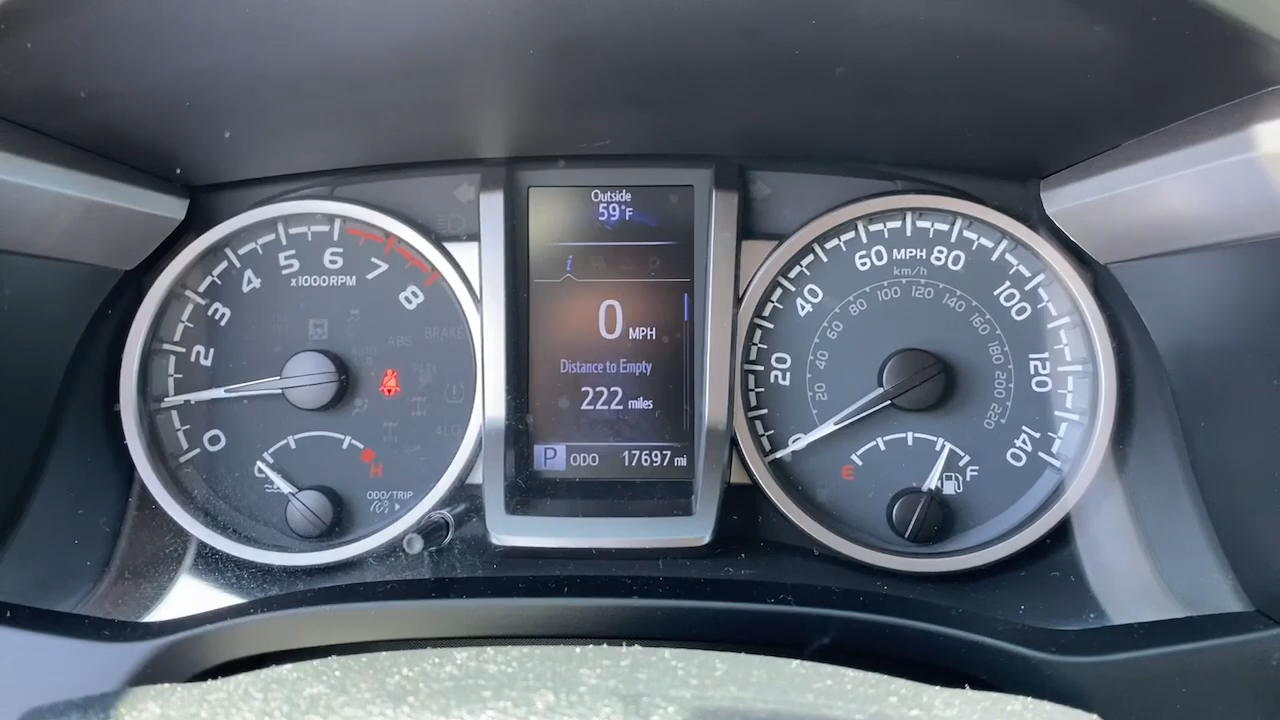 Outside
59°F
i
0 MPH
Distance to Empty
222 miles
P ODO 17697 mi
0 2 3 4 5 6 7 8
x1000RPM
ABS
BRAKE
4LO
H
ODO/TRIP
0 20 40 60 MPH 80 100 120 140
km/h
20 40 60 80 100 120 140 160 180 200 220
E F